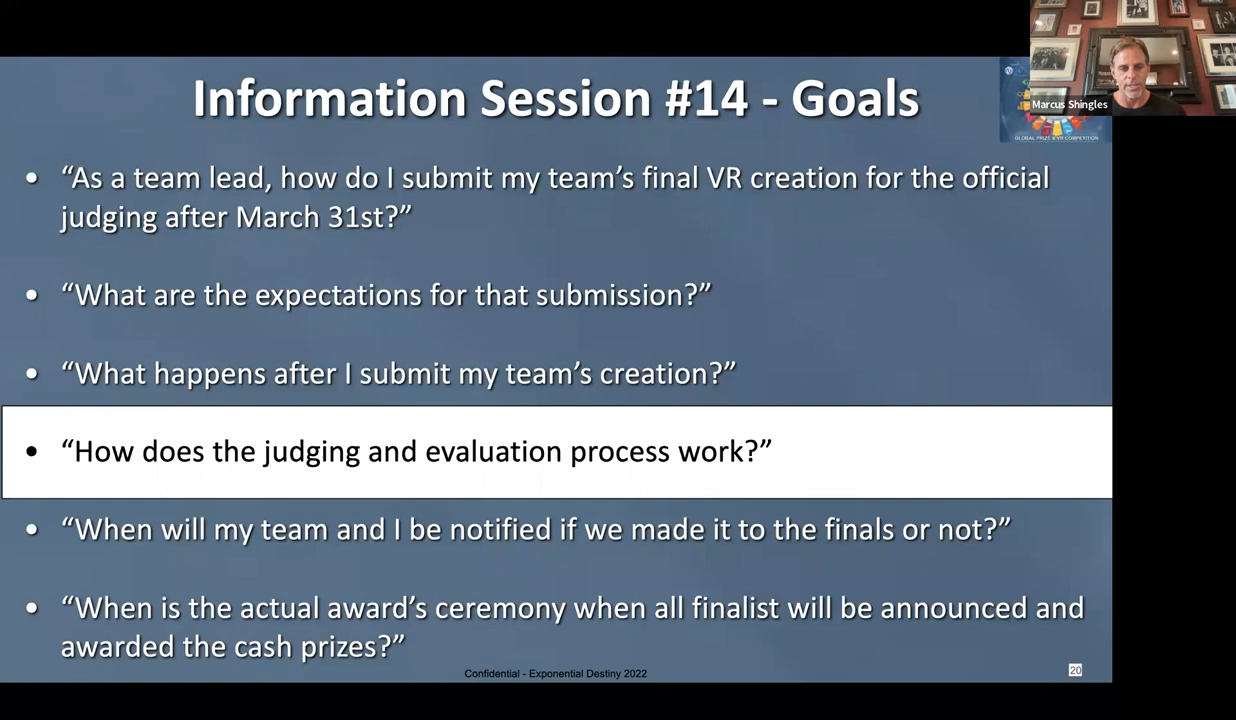 Information Session #14 - Goals
Marcus Shingles
GLOBAL PRIZE & VR COMPETITION
• “As a team lead, how do I submit my team’s final VR creation for the official
judging after March 31st?”
• “What are the expectations for that submission?”
• “What happens after I submit my team’s creation?”
• “How does the judging and evaluation process work?”
• “When will my team and I be notified if we made it to the finals or not?”
• “When is the actual award’s ceremony when all finalist will be announced and
awarded the cash prizes?”
Confidential - Exponential Destiny 2022
20